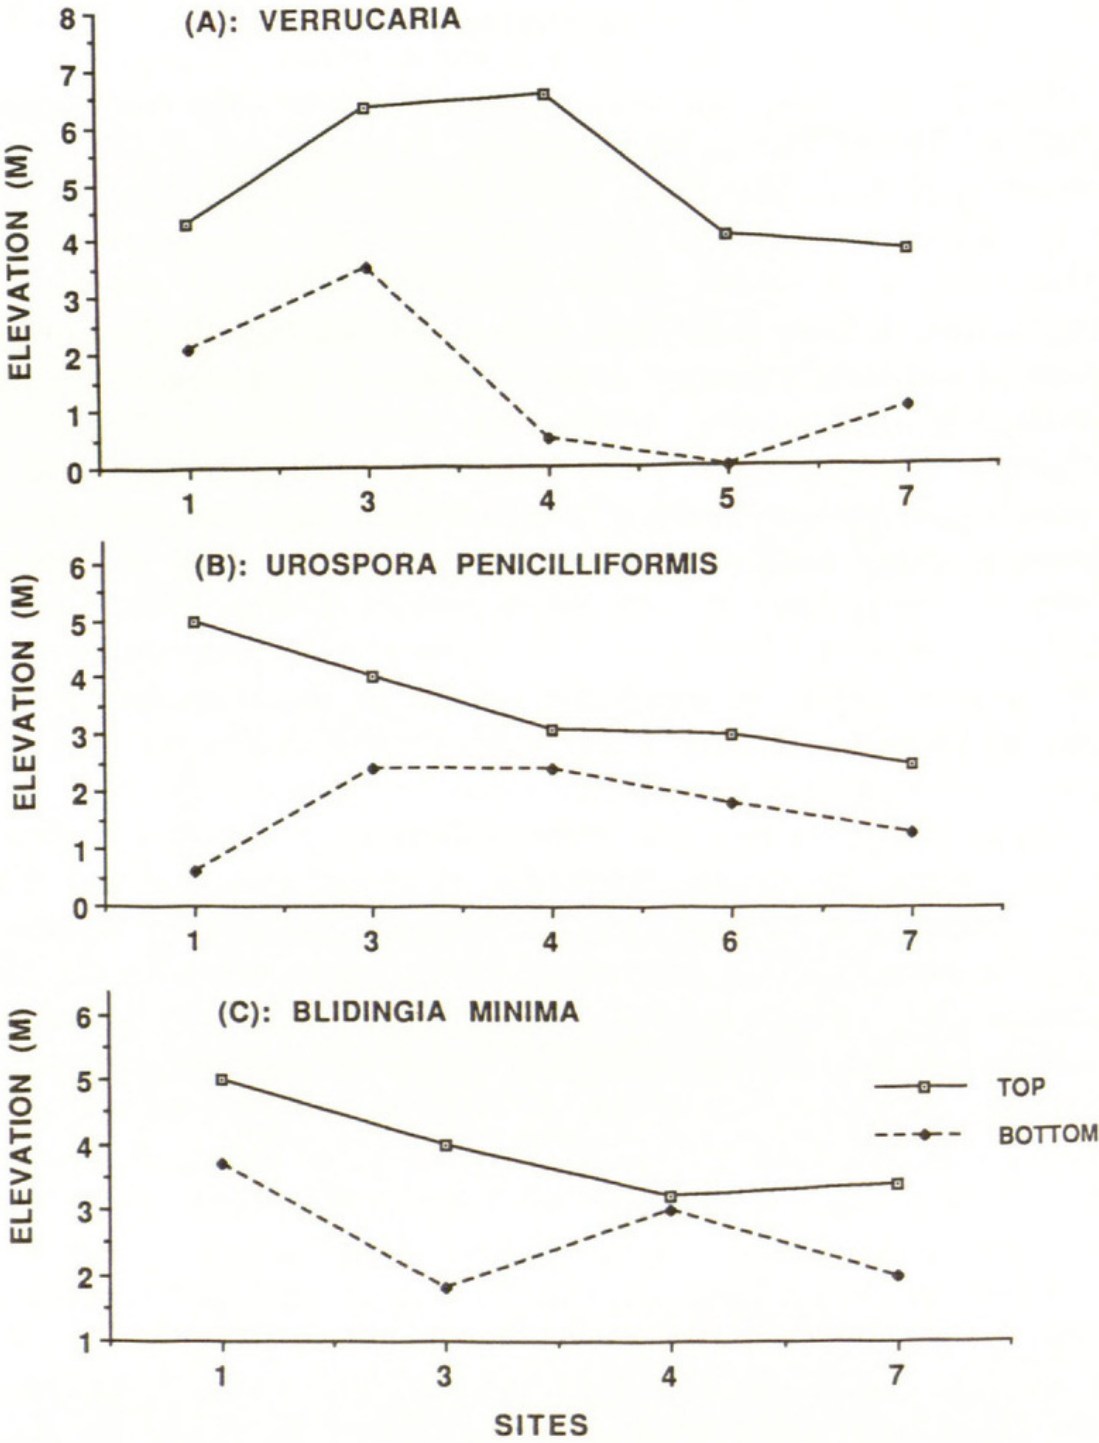 (A): VERRUCARIA
ELEVATION (M)
8
7
6
5
4
3
2
1
0
1 3 4 5 7
(B): UROSPORA PENICILLIFORMIS
ELEVATION (M)
6
5
4
3
2
1
0
1 3 4 6 7
(C): BLIDINGIA MINIMA
ELEVATION (M)
6
5
4
3
2
1
TOP
BOTTOM
1 3 4 7
SITES